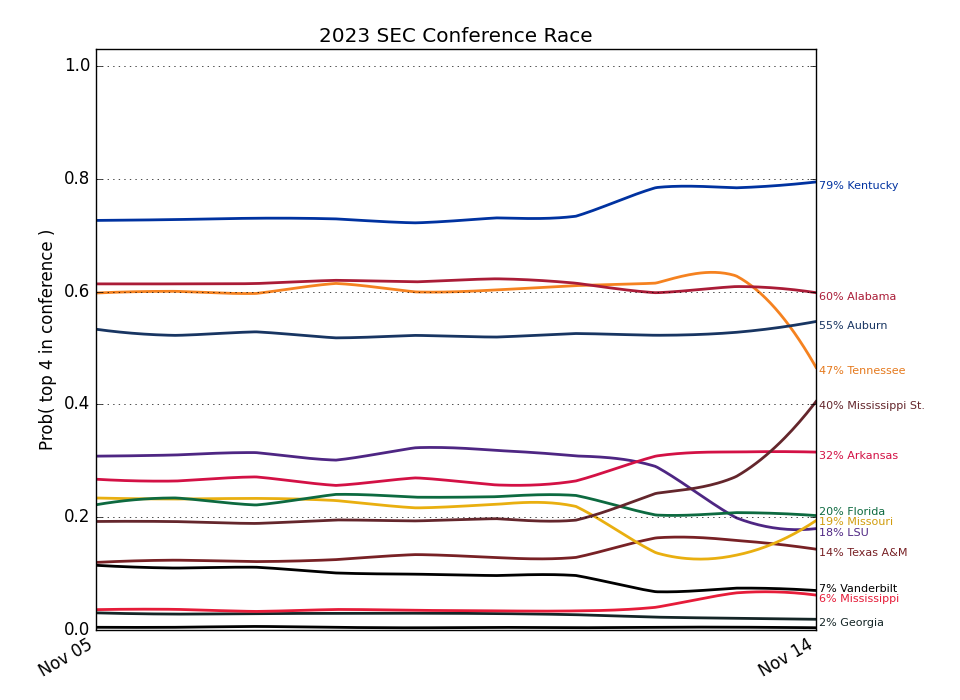 2023 SEC Conference Race
Prob( top 4 in conference )
1.0
0.8
0.6
0.4
0.2
0.0
79% Kentucky
60% Alabama
55% Auburn
47% Tennessee
40% Mississippi St.
32% Arkansas
20% Florida
19% Missouri
18% LSU
14% Texas A&M
7% Vanderbilt
6% Mississippi
2% Georgia
Nov 05
Nov 14